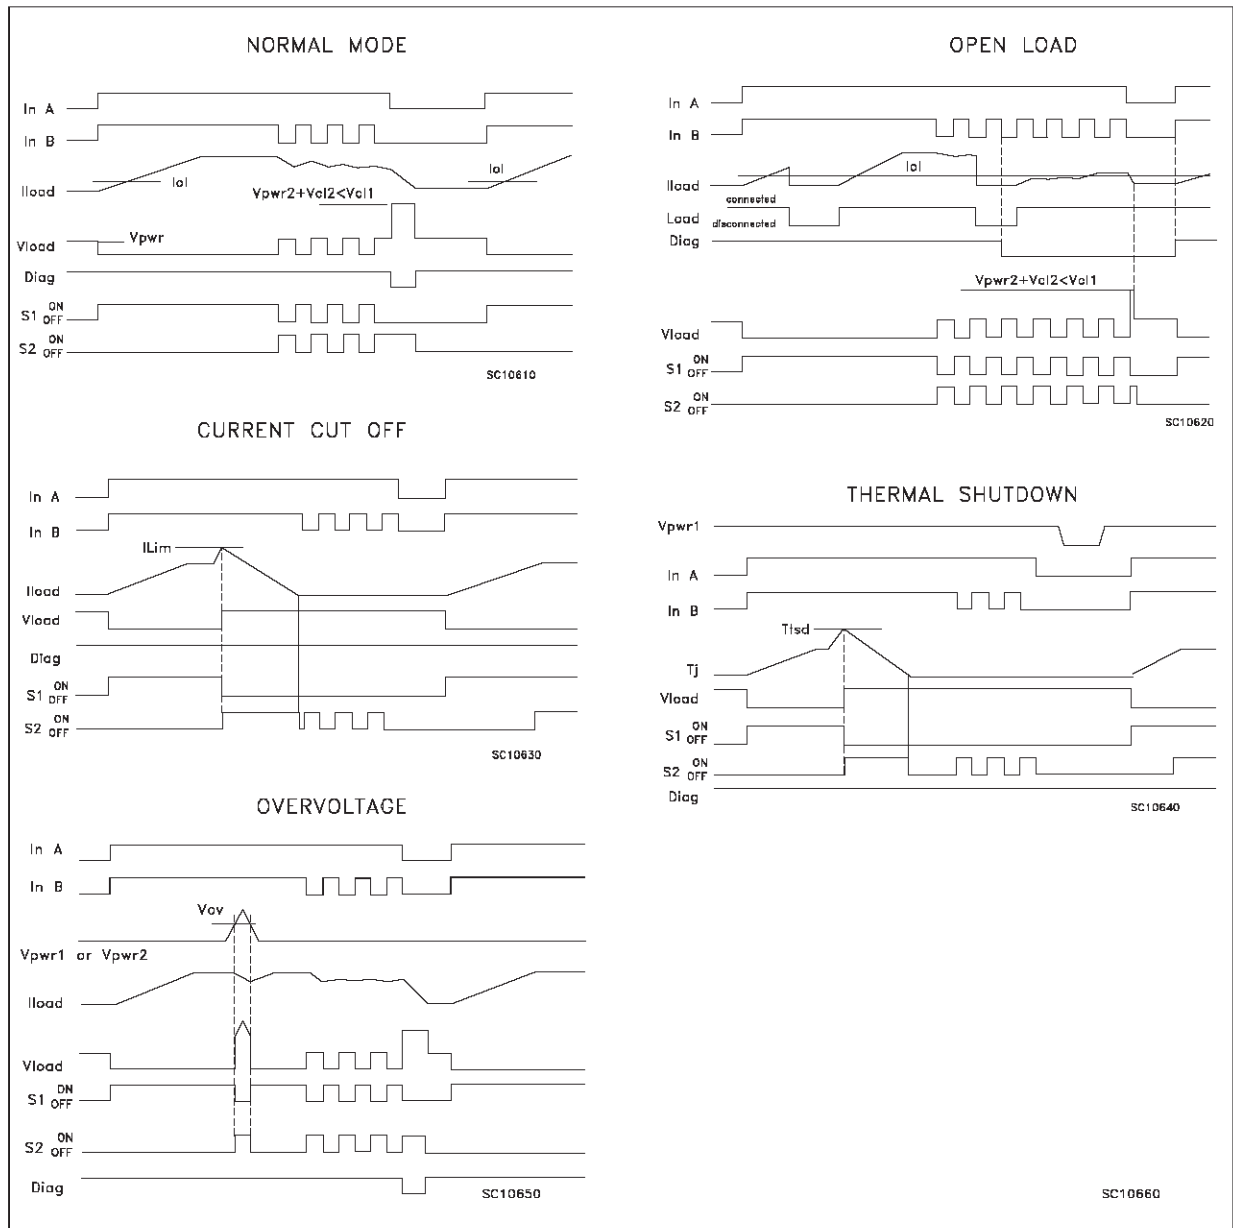 NORMAL MODE
In A
In B
Iload
Iol
Iol
Vpwr2+Vcl2<Vcl1
Vpwr
Vload
Diag
S1 ON OFF
S2 ON OFF
SC10610
OPEN LOAD
In A
In B
Iload
Iol
connected
Load
disconnected
Diag
Vpwr2+Vcl2<Vcl1
Vload
S1 ON OFF
S2 ON OFF
SC10620
CURRENT CUT OFF
In A
In B
ILim
Iload
Vload
Diag
S1 ON OFF
S2 ON OFF
SC10630
THERMAL SHUTDOWN
Vpwr1
In A
In B
Ttsd
Tj
Vload
S1 ON OFF
S2 ON OFF
Diag
SC10640
OVERVOLTAGE
In A
In B
Vov
Vpwr1 or Vpwr2
Iload
Vload
S1 ON OFF
S2 ON OFF
Diag
SC10650
SC10660